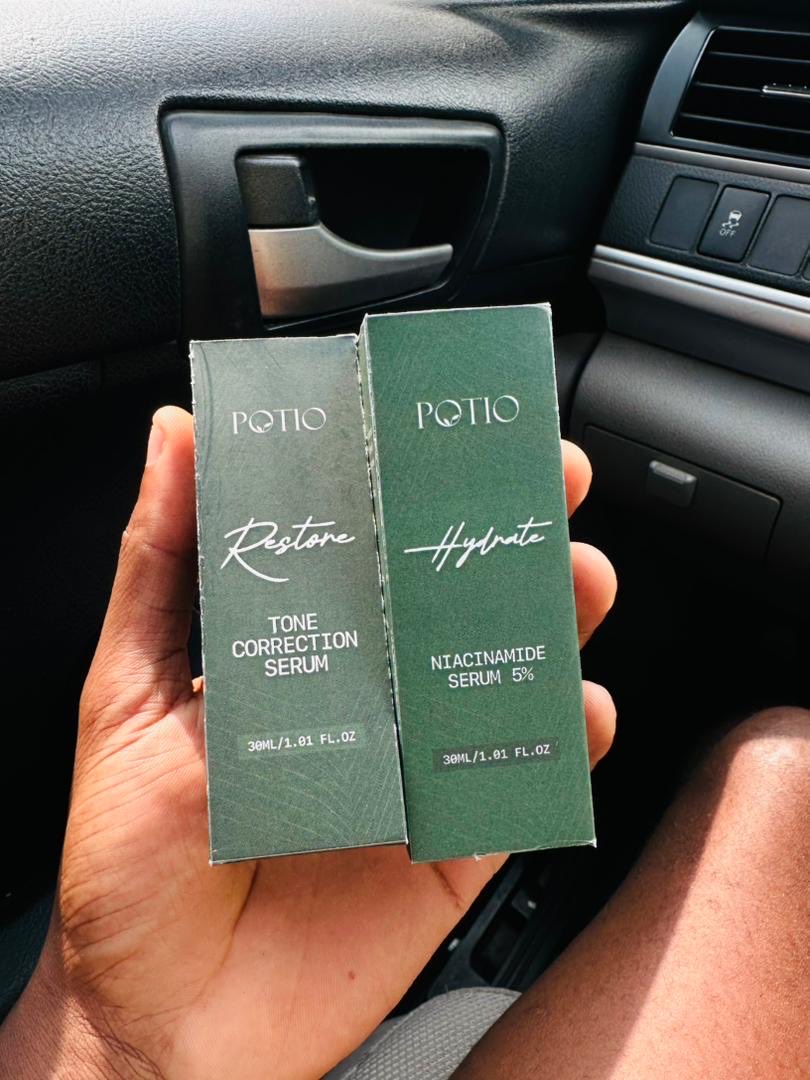 POTIO
Restore
TONE
CORRECTION
SERUM
30ML/1.01 FL.OZ
POTIO
Hydrate
NIACINAMIDE
SERUM 5%
30ML/1.01 FL.OZ
OFF